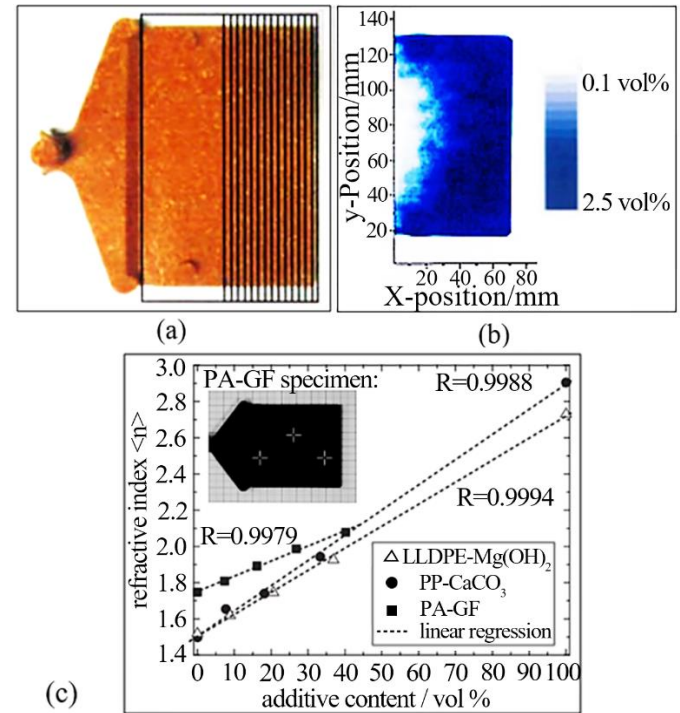 140
120
100
80
60
40
20
y-Position/mm
20 40 60 80
X-position/mm
0.1 vol%
2.5 vol%
(a)
(b)
3.0
2.8
2.6
2.4
2.2
2.0
1.8
1.6
1.4
refractive index <n>
PA-GF specimen:
R=0.9988
R=0.9994
R=0.9979
LLDPE-Mg(OH)₂
PP-CaCO₃
PA-GF
linear regression
0 10 20 30 40 50 60 70 80 90 100
additive content / vol %
(c)